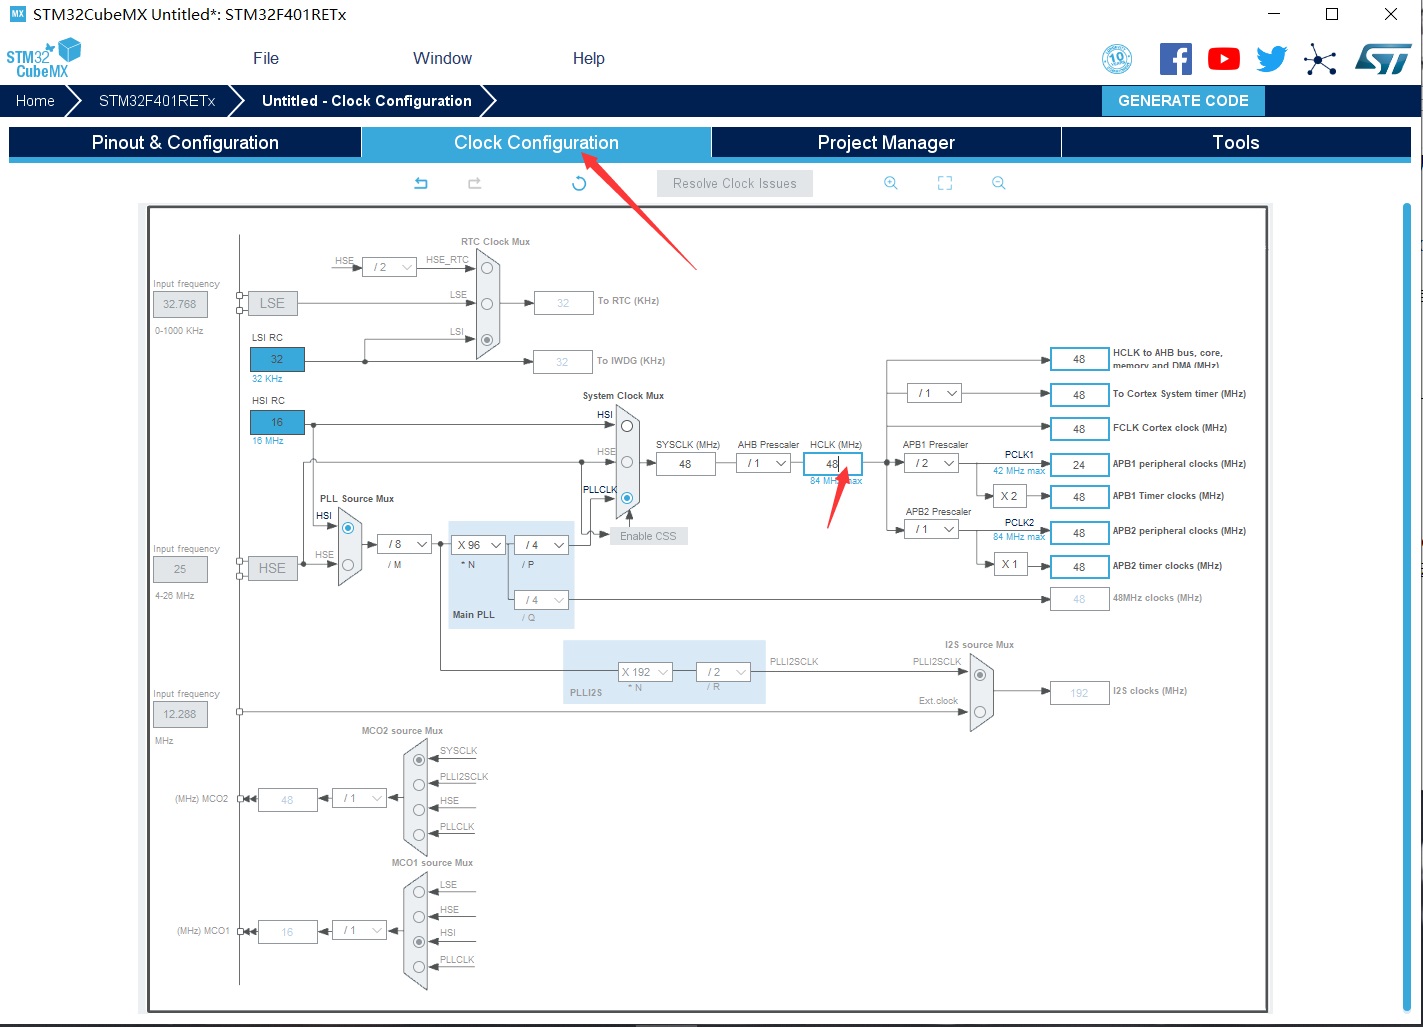 MX STM32CubeMX Untitled*: STM32F401RETx
STM32 CubeMX
File Window Help
10
ST
Home STM32F401RETx Untitled - Clock Configuration GENERATE CODE
Pinout & Configuration Clock Configuration Project Manager Tools
Resolve Clock Issues
RTC Clock Mux
HSE / 2 HSE_RTC
Input frequency
32.768 LSE LSE 32 To RTC (KHz)
0-1000 KHz
LSI RC LSI
32 32 To IWDG (KHz)
32 KHz
HSI RC
16
16 MHz
System Clock Mux
HSI
HSE
PLLCLK
Enable CSS
SYSCLK (MHz) AHB Prescaler HCLK (MHz)
48 / 1 48
84 MHz max
48 HCLK to AHB bus, core,
memory and DMA (MHz)
/ 1 48 To Cortex System timer (MHz)
48 FCLK Cortex clock (MHz)
APB1 Prescaler
/ 2 PCLK1 24 APB1 peripheral clocks (MHz)
42 MHz max
X 2 48 APB1 Timer clocks (MHz)
APB2 Prescaler
/ 1 PCLK2 48 APB2 peripheral clocks (MHz)
84 MHz max
X 1 48 APB2 timer clocks (MHz)
48 48MHz clocks (MHz)
PLL Source Mux
HSI
HSE
Input frequency
25 HSE
4-26 MHz
/ 8
/ M
X 96 / 4
* N / P
/ 4
Main PLL / Q
X 192 / 2 PLLI2SCLK
PLLI2S * N / R
I2S source Mux
PLLI2SCLK
Ext.clock
192 I2S clocks (MHz)
Input frequency
12.288
MHz
MCO2 source Mux
SYSCLK
PLLI2SCLK
HSE
PLLCLK
(MHz) MCO2 48 / 1
MCO1 source Mux
LSE
HSE
HSI
PLLCLK
(MHz) MCO1 16 / 1